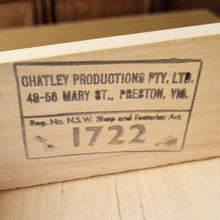 CHATLEY PRODUCTIONS PTY. LTD.
48-56 MARY ST., PRESTON, VIC.
Reg. No. N.S.W. Shop and Factories Act.
1722